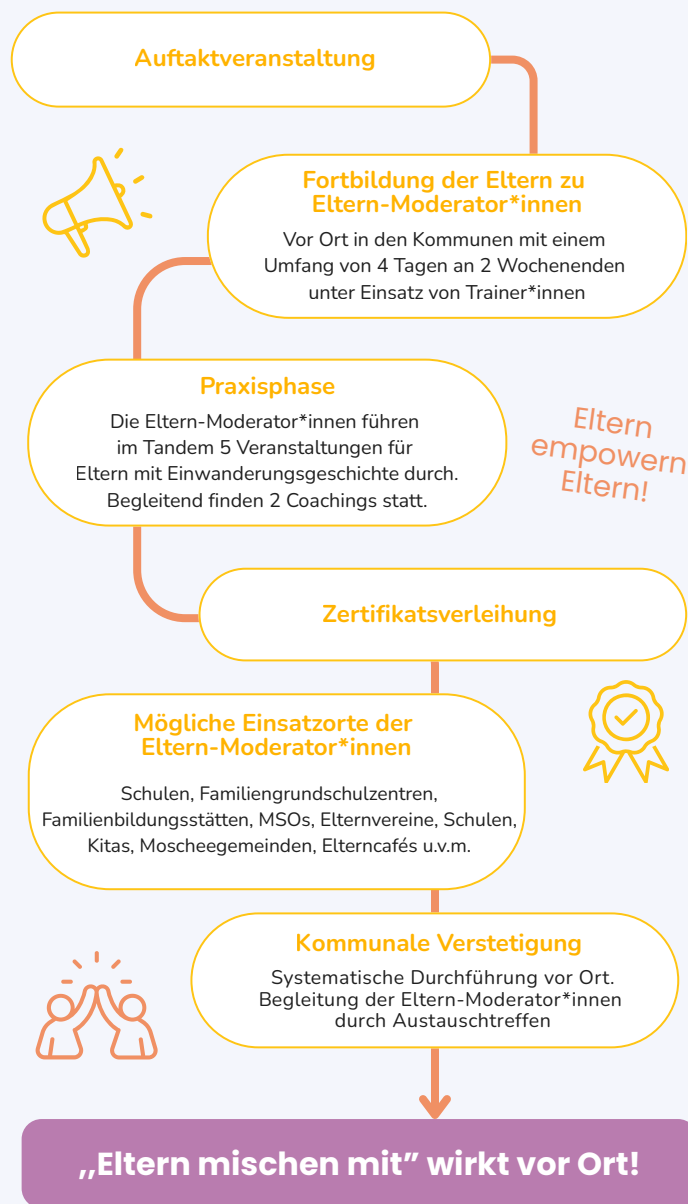 Auftaktveranstaltung
Fortbildung der Eltern zu
Eltern-Moderator*innen
Vor Ort in den Kommunen mit einem
Umfang von 4 Tagen an 2 Wochenenden
unter Einsatz von Trainer*innen
Praxisphase
Die Eltern-Moderator*innen führen
im Tandem 5 Veranstaltungen für
Eltern mit Einwanderungsgeschichte durch.
Begleitend finden 2 Coachings statt.
Eltern
empowern
Eltern!
Zertifikatsverleihung
Mögliche Einsatzorte der
Eltern-Moderator*innen
Schulen, Familiengrundschulzentren,
Familienbildungsstätten, MSOs, Elternvereine, Schulen,
Kitas, Moscheegemeinden, Elterncafés u.v.m.
Kommunale Verstetigung
Systematische Durchführung vor Ort.
Begleitung der Eltern-Moderator*innen
durch Austauschtreffen
,,Eltern mischen mit” wirkt vor Ort!